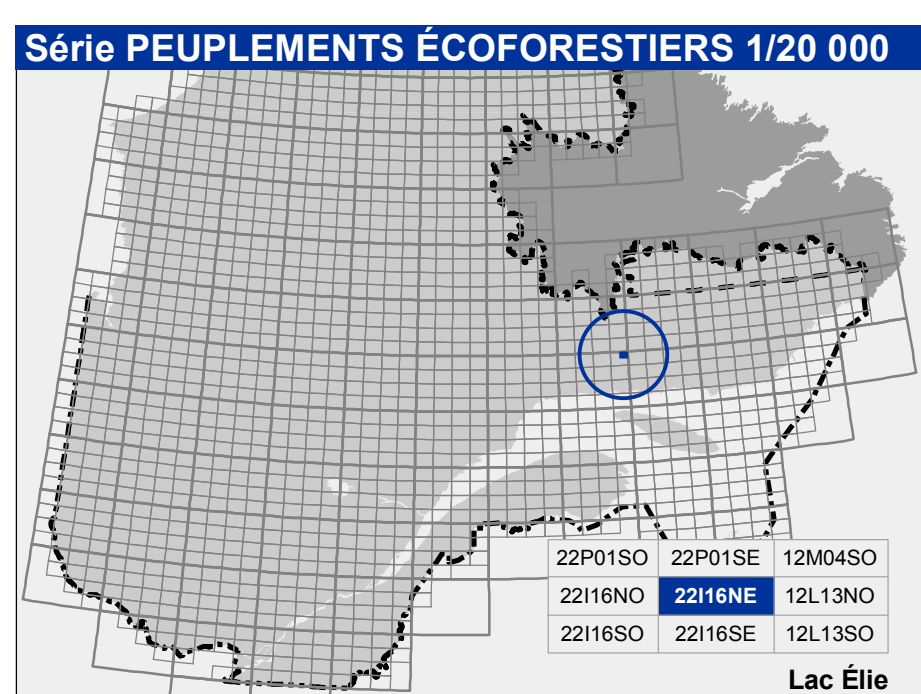 Série PEUPLEMENTS ÉCOFORESTIERS 1/20 000
22P01SO 22P01SE 12M04SO
22I16NO 22I16NE 12L13NO
22I16SO 22I16SE 12L13SO
Lac Élie